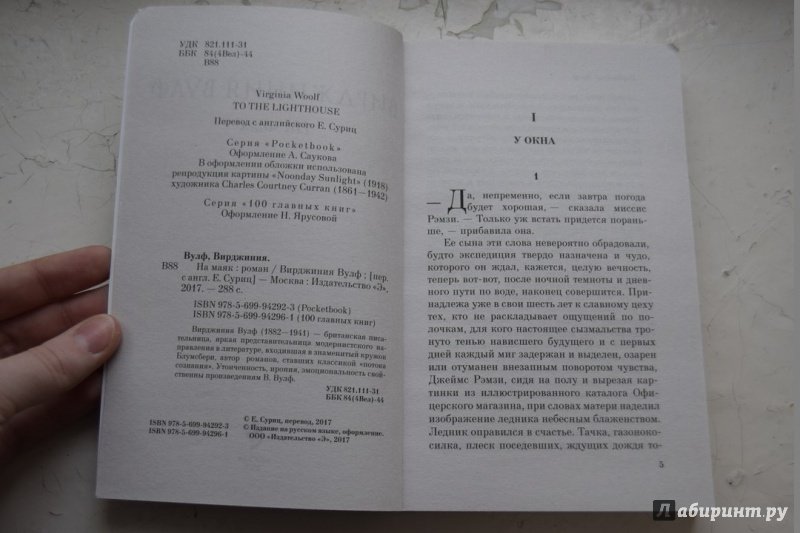 УДК 821.111-31
ББК 84(4Вел)-44
В88
Virginia Woolf
TO THE LIGHTHOUSE
Перевод с английского Е. Суриц
Серия «Pocketbook»
Оформление А. Саукова
В оформлении обложки использована
репродукция картины «Noonday Sunlight» (1918)
художника Charles Courtney Curran (1861—1942)
Серия «100 главных книг»
Оформление Н. Ярусовой
Вулф, Вирджиния.
В88 На маяк : роман / Вирджиния Вулф ; [пер.
с англ. Е. Суриц] — Москва : Издательство «Э»,
2017. — 288 с.
ISBN 978-5-699-94292-3 (Pocketbook)
ISBN 978-5-699-94296-1 (100 главных книг)
Вирджиния Вулф (1882—1941) — британская пи-
сательница, яркая представительница модернистского на-
правления в литературе, входившая в знаменитый кружок
Блумсбери, автор романов, ставших классикой «потока
сознания». Утонченность, ирония, эмоциональность свой-
ственны произведениям В. Вулф.
УДК 821.111-31
ББК 84(4Вел)-44
© Е. Суриц, перевод, 2017
ISBN 978-5-699-94292-3 © Издание на русском языке, оформление.
ISBN 978-5-699-94296-1 ООО «Издательство «Э», 2017
I
У ОКНА
1
— Да, непременно, если завтра погода
будет хорошая, — сказала миссис
Рэмзи. — Только уж встать придется порань-
ше, — прибавила она.
Ее сына эти слова невероятно обрадовали,
будто экспедиция твердо назначена и чудо,
которого он ждал, кажется, целую вечность,
теперь вот-вот, после ночной темноты и днев-
ного пути по воде, наконец совершится. При-
надлежа уже в свои шесть лет к славному цеху
тех, кто не раскладывает ощущений по по-
лочкам, для кого настоящее сызмальства тро-
нуто тенью нависшего будущего и с первых
дней каждый миг задержан и выделен, озарен
или отуманен внезапным поворотом чувства,
Джеймс Рэмзи, сидя на полу и вырезая кар-
тинки из иллюстрированного каталога Офи-
церского магазина, при словах матери наделил
изображение ледника небесным блаженством.
Ледник оправился в счастье. Тачка, газоноко-
силка, плеск поседевших, ждущих дождя то-
5
Лабиринт.ру